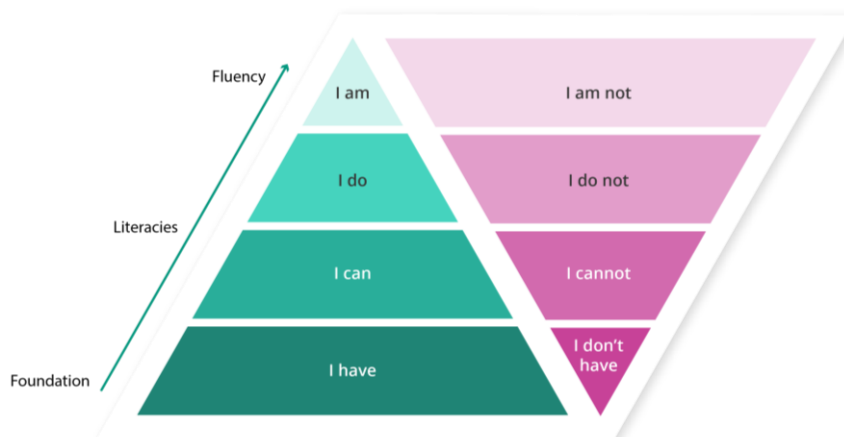 Fluency
I am
I am not
I do
I do not
Literacies
I can
I cannot
I have
I don't
have
Foundation